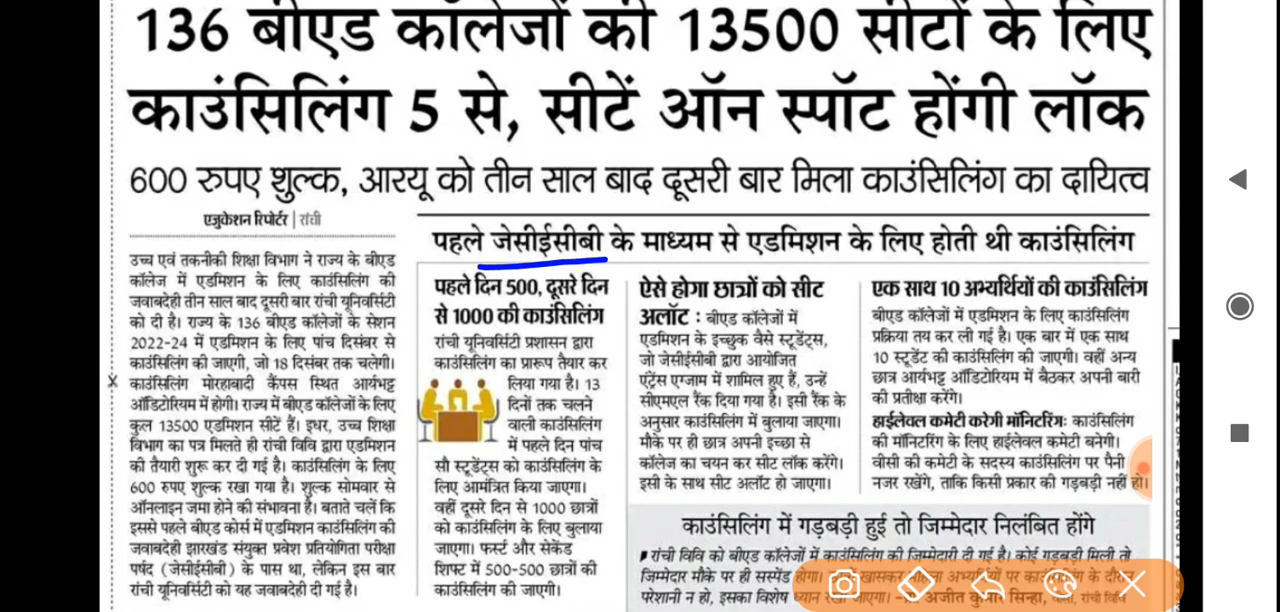 136 बीएड कॉलेजों की 13500 सीटों के लिए
काउंसिलिंग 5 से, सीटें ऑन स्पॉट होंगी लॉक
600 रुपए शुल्क, आरयू को तीन साल बाद दूसरी बार मिला काउंसिलिंग का दायित्व
एजुकेशन रिपोर्टर | रांची
उच्च एवं तकनीकी शिक्षा विभाग ने राज्य के बीएड
कॉलेज में एडमिशन के लिए काउंसिलिंग की
जवाबदेही तीन साल बाद दूसरी बार रांची यूनिवर्सिटी
को दी है। राज्य के 136 बीएड कॉलेजों के सेशन
2022-24 में एडमिशन के लिए पांच दिसंबर से
काउंसिलिंग की जाएगी, जो 18 दिसंबर तक चलेगी।
काउंसिलिंग मोरहाबादी कैंपस स्थित आर्यभट्ट
ऑडिटोरियम में होगी। राज्य में बीएड कॉलेजों के लिए
कुल 13500 एडमिशन सीटें हैं। इधर, उच्च शिक्षा
विभाग का पत्र मिलते ही रांची विवि द्वारा एडमिशन
की तैयारी शुरू कर दी गई है। काउंसिलिंग के लिए
600 रुपए शुल्क रखा गया है। शुल्क सोमवार से
ऑनलाइन जमा होने की संभावना है। बताते चलें कि
इससे पहले बीएड कोर्स में एडमिशन काउंसिलिंग की
जवाबदेही झारखंड संयुक्त प्रवेश प्रतियोगिता परीक्षा
पर्षद (जेसीईसीबी) के पास था, लेकिन इस बार
रांची यूनिवर्सिटी को यह जवाबदेही दी गई है।
पहले जेसीईसीबी के माध्यम से एडमिशन के लिए होती थी काउंसिलिंग
पहले दिन 500, दूसरे दिन
से 1000 की काउंसिलिंग
रांची यूनिवर्सिटी प्रशासन द्वारा
काउंसिलिंग का प्रारूप तैयार कर
लिया गया है। 13
दिनों तक चलने
वाली काउंसिलिंग
में पहले दिन पांच
सौ स्टूडेंट्स को काउंसिलिंग के
लिए आमंत्रित किया जाएगा।
वहीं दूसरे दिन से 1000 छात्रों
को काउंसिलिंग के लिए बुलाया
जाएगा। फर्स्ट और सेकेंड
शिफ्ट में 500-500 छात्रों की
काउंसिलिंग की जाएगी।
ऐसे होगा छात्रों को सीट
अलॉट : बीएड कॉलेजों में
एडमिशन के इच्छुक वैसे स्टूडेंट्स,
जो जेसीईसीबी द्वारा आयोजित
एंट्रेंस एग्जाम में शामिल हुए हैं, उन्हें
सीएमएल रैंक दिया गया है। इसी रैंक के
अनुसार काउंसिलिंग में बुलाया जाएगा।
मौके पर ही छात्र अपनी इच्छा से
कॉलेज का चयन कर सीट लॉक करेंगे।
इसी के साथ सीट अलॉट हो जाएगा।
एक साथ 10 अभ्यर्थियों की काउंसिलिंग
बीएड कॉलेजों में एडमिशन के लिए काउंसिलिंग
प्रक्रिया तय कर ली गई है। एक बार में एक साथ
10 स्टूडेंट की काउंसिलिंग की जाएगी। वहीं अन्य
छात्र आर्यभट्ट ऑडिटोरियम में बैठकर अपनी बारी
की प्रतीक्षा करेंगे।
हाईलेवल कमेटी करेगी मॉनिटरिंग: काउंसिलिंग
की मॉनिटरिंग के लिए हाईलेवल कमेटी बनेगी।
वीसी की कमेटी के सदस्य काउंसिलिंग पर पैनी
नजर रखेंगे, ताकि किसी प्रकार की गड़बड़ी नहीं हो।
काउंसिलिंग में गड़बड़ी हुई तो जिम्मेदार निलंबित होंगे
रांची विवि को बीएड कॉलेजों में काउंसिलिंग की जिम्मेदारी दी गई है। कोई गड़बड़ी मिली तो
जिम्मेदार मौके पर ही सस्पेंड होगा। खासकर महिला अभ्यर्थियों पर काउंसिलिंग के दौरान
परेशानी न हो, इसका विशेष ध्यान रखा जाएगा। अजीत कुमार सिन्हा, रांची विवि